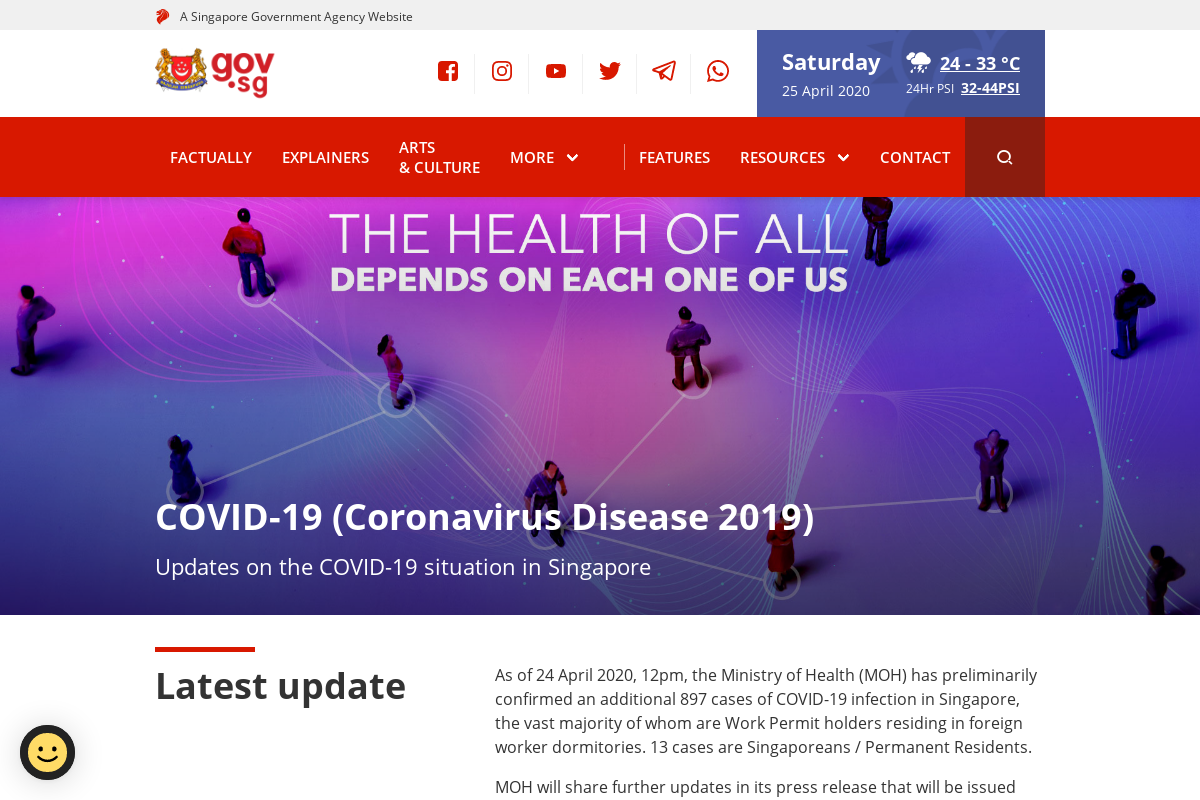 A Singapore Government Agency Website
gov
.sg
Saturday
25 April 2020
24 - 33 °C
24Hr PSI 32-44PSI
FACTUALLY
EXPLAINERS
ARTS
& CULTURE
MORE
FEATURES
RESOURCES
CONTACT
THE HEALTH OF ALL
DEPENDS ON EACH ONE OF US
COVID-19 (Coronavirus Disease 2019)
Updates on the COVID-19 situation in Singapore
Latest update
As of 24 April 2020, 12pm, the Ministry of Health (MOH) has preliminarily
confirmed an additional 897 cases of COVID-19 infection in Singapore,
the vast majority of whom are Work Permit holders residing in foreign
worker dormitories. 13 cases are Singaporeans / Permanent Residents.
MOH will share further updates in its press release that will be issued